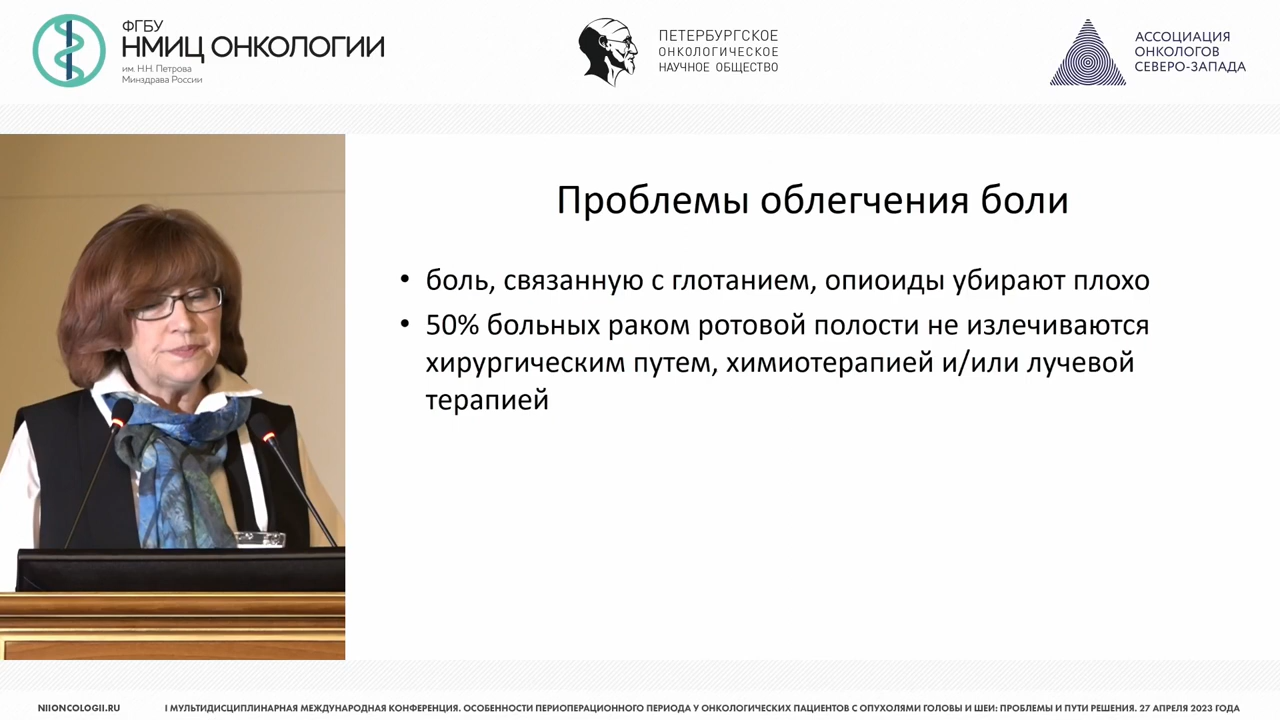 ФГБУ
НМИЦ ОНКОЛОГИИ
им. Н.Н. Петрова
Минздрава России
ПЕТЕРБУРГСКОЕ
ОНКОЛОГИЧЕСКОЕ
НАУЧНОЕ ОБЩЕСТВО
АССОЦИАЦИЯ
ОНКОЛОГОВ
СЕВЕРО-ЗАПАДА
Проблемы облегчения боли
• боль, связанную с глотанием, опиоиды убирают плохо
• 50% больных раком ротовой полости не излечиваются
хирургическим путем, химиотерапией и/или лучевой
терапией
NIIONCOLOGII.RU
I МУЛЬТИДИСЦИПЛИНАРНАЯ МЕЖДУНАРОДНАЯ КОНФЕРЕНЦИЯ. ОСОБЕННОСТИ ПЕРИОПЕРАЦИОННОГО ПЕРИОДА У ОНКОЛОГИЧЕСКИХ ПАЦИЕНТОВ С ОПУХОЛЯМИ ГОЛОВЫ И ШЕИ: ПРОБЛЕМЫ И ПУТИ РЕШЕНИЯ. 27 АПРЕЛЯ 2023 ГОДА